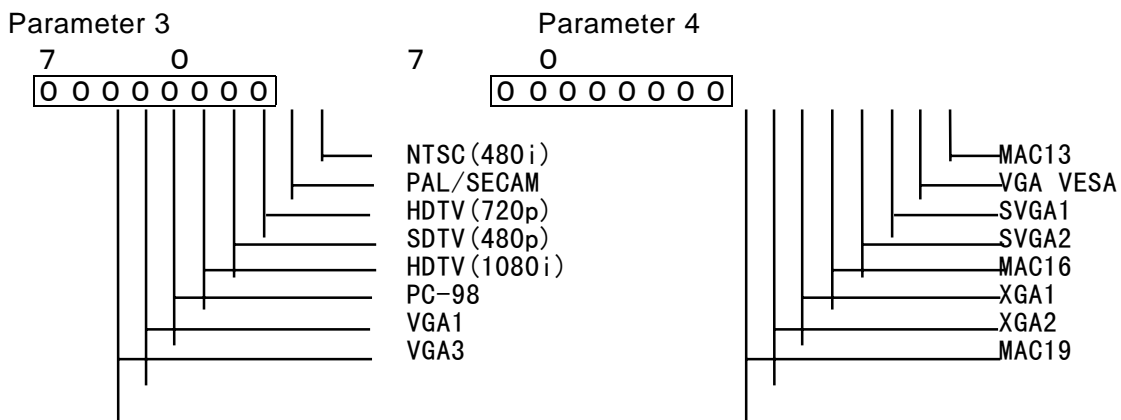 Parameter 3 Parameter 4
7 0 7 0
0 0 0 0 0 0 0 0 0 0 0 0 0 0 0 0
NTSC(480i) MAC13
PAL/SECAM VGA VESA
HDTV(720p) SVGA1
SDTV(480p) SVGA2
HDTV(1080i) MAC16
PC-98 XGA1
VGA1 XGA2
VGA3 MAC19